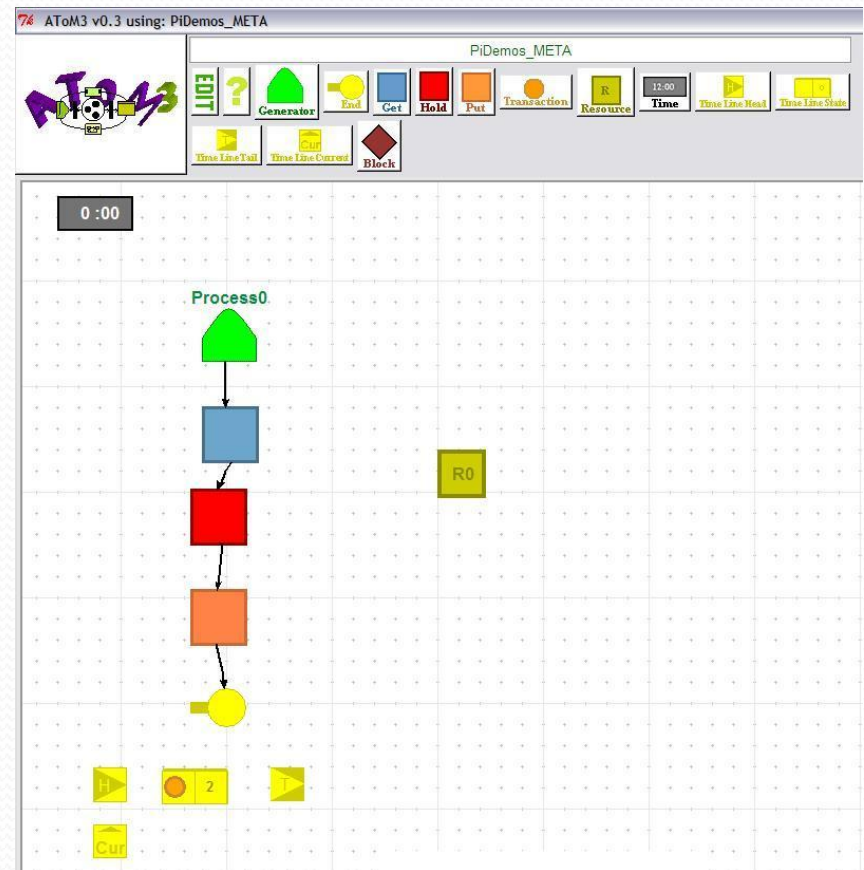 AToM3 v0.3 using: PiDemos_META
PiDemos_META
ATOM3
EDIT ? Generator End Get Hold Put Transaction R Resource 12:00 Time H Time Line Head Time Line State
T Time Line Tail Cur Time Line Current Block
0 :00
Process0
R0
H 2 T
Cur